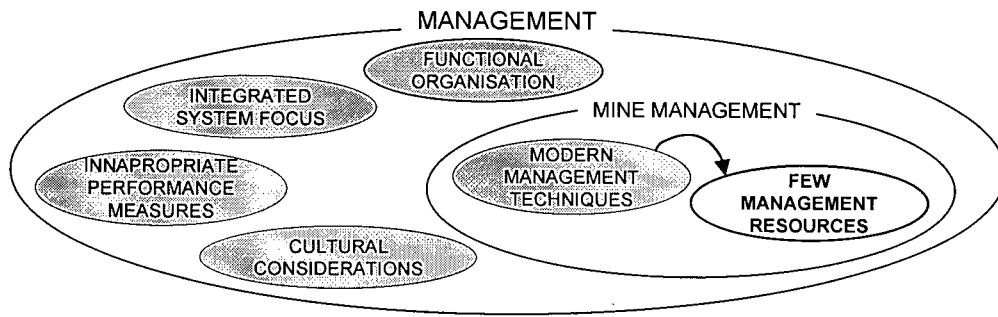 MANAGEMENT
FUNCTIONAL
ORGANISATION
INTEGRATED
SYSTEM FOCUS
MINE MANAGEMENT
INNAPROPRIATE
PERFORMANCE
MEASURES
MODERN
MANAGEMENT
TECHNIQUES
FEW
MANAGEMENT
RESOURCES
CULTURAL
CONSIDERATIONS